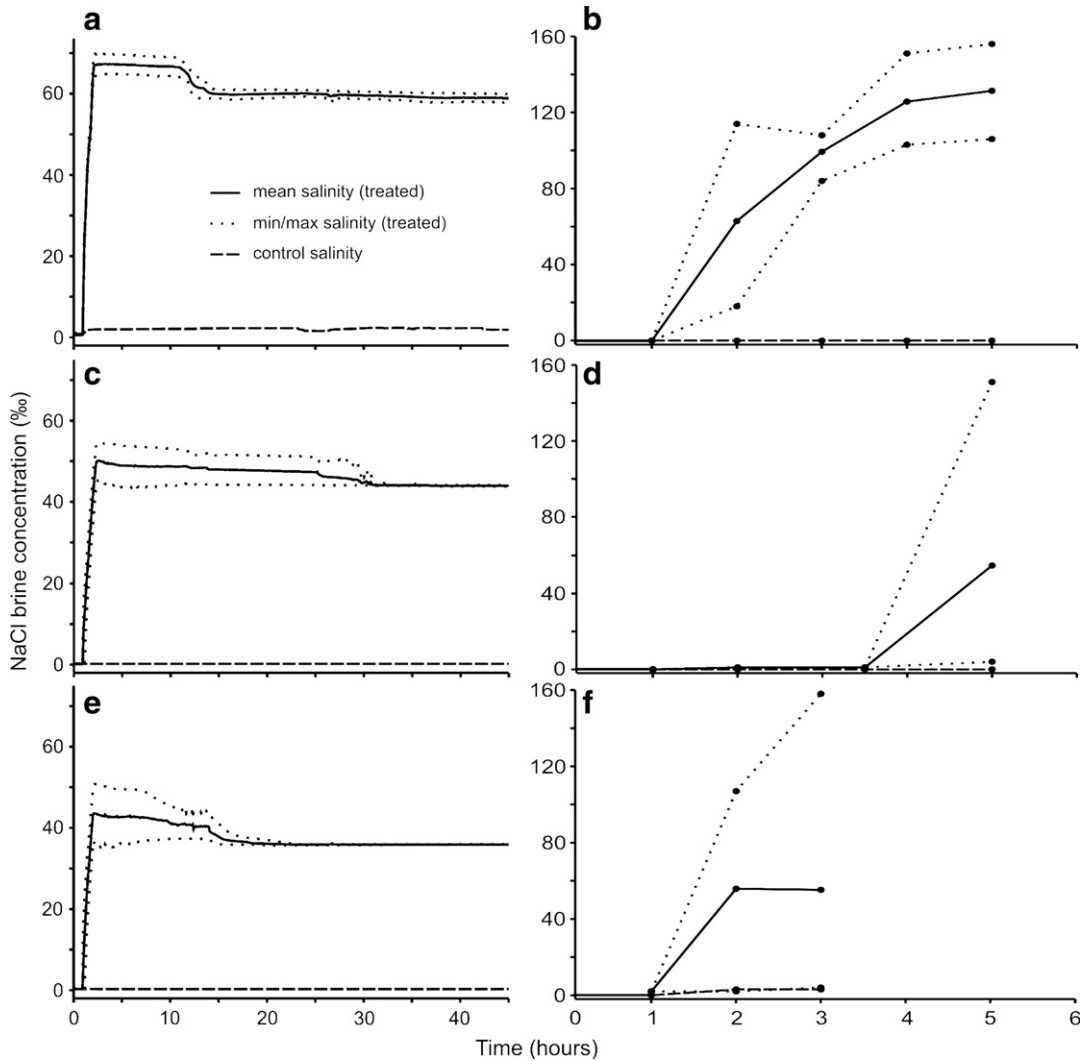 a
60
40
20
0
mean salinity (treated)
min/max salinity (treated)
control salinity
b
160
120
80
40
0
c
60
40
20
0
d
160
120
80
40
0
e
60
40
20
0
0 10 20 30 40
f
160
120
80
40
0
0 1 2 3 4 5 6
NaCl brine concentration (‰)
Time (hours)